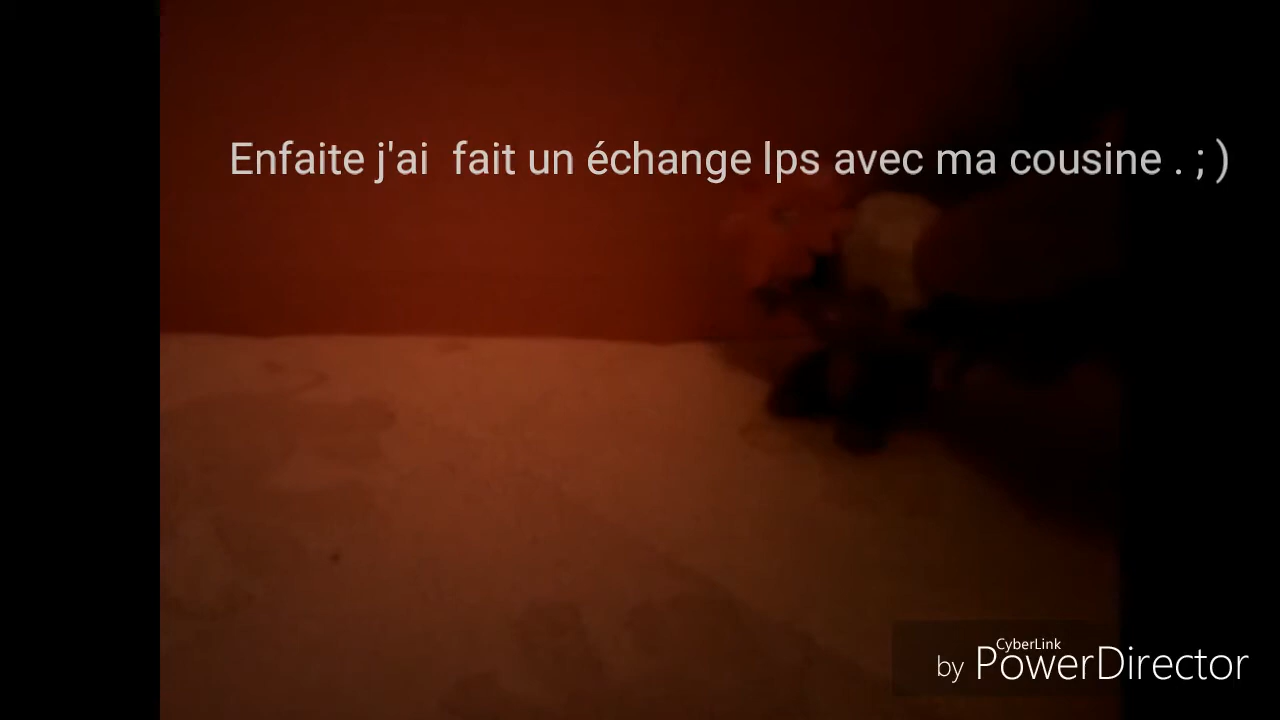 Enfaite j'ai  fait un échange lps avec ma cousine . ; )
CyberLink
by PowerDirector